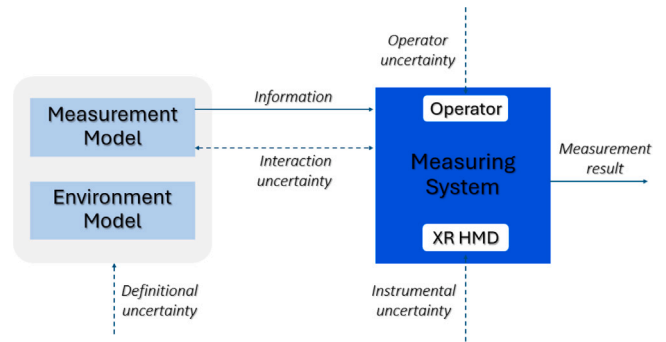 Operator
uncertainty
Measurement
Model
Information
Operator
Interaction
uncertainty
Measuring
System
Measurement
result
Environment
Model
XR HMD
Definitional
uncertainty
Instrumental
uncertainty